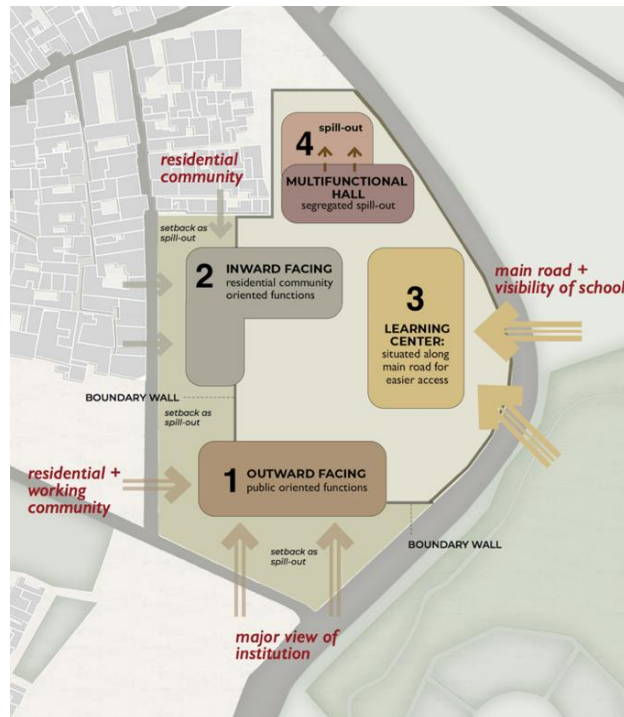 4 spill-out
MULTIFUNCTIONAL
HALL
segregated spill-out
residential
community
setback as
spill-out
2 INWARD FACING
residential community
oriented functions
3
LEARNING
CENTER:
situated along
main road for
easier access
main road +
visibility of school
BOUNDARY WALL
setback as
spill-out
residential +
working
community
1 OUTWARD FACING
public oriented functions
BOUNDARY WALL
setback as
spill-out
major view of
institution